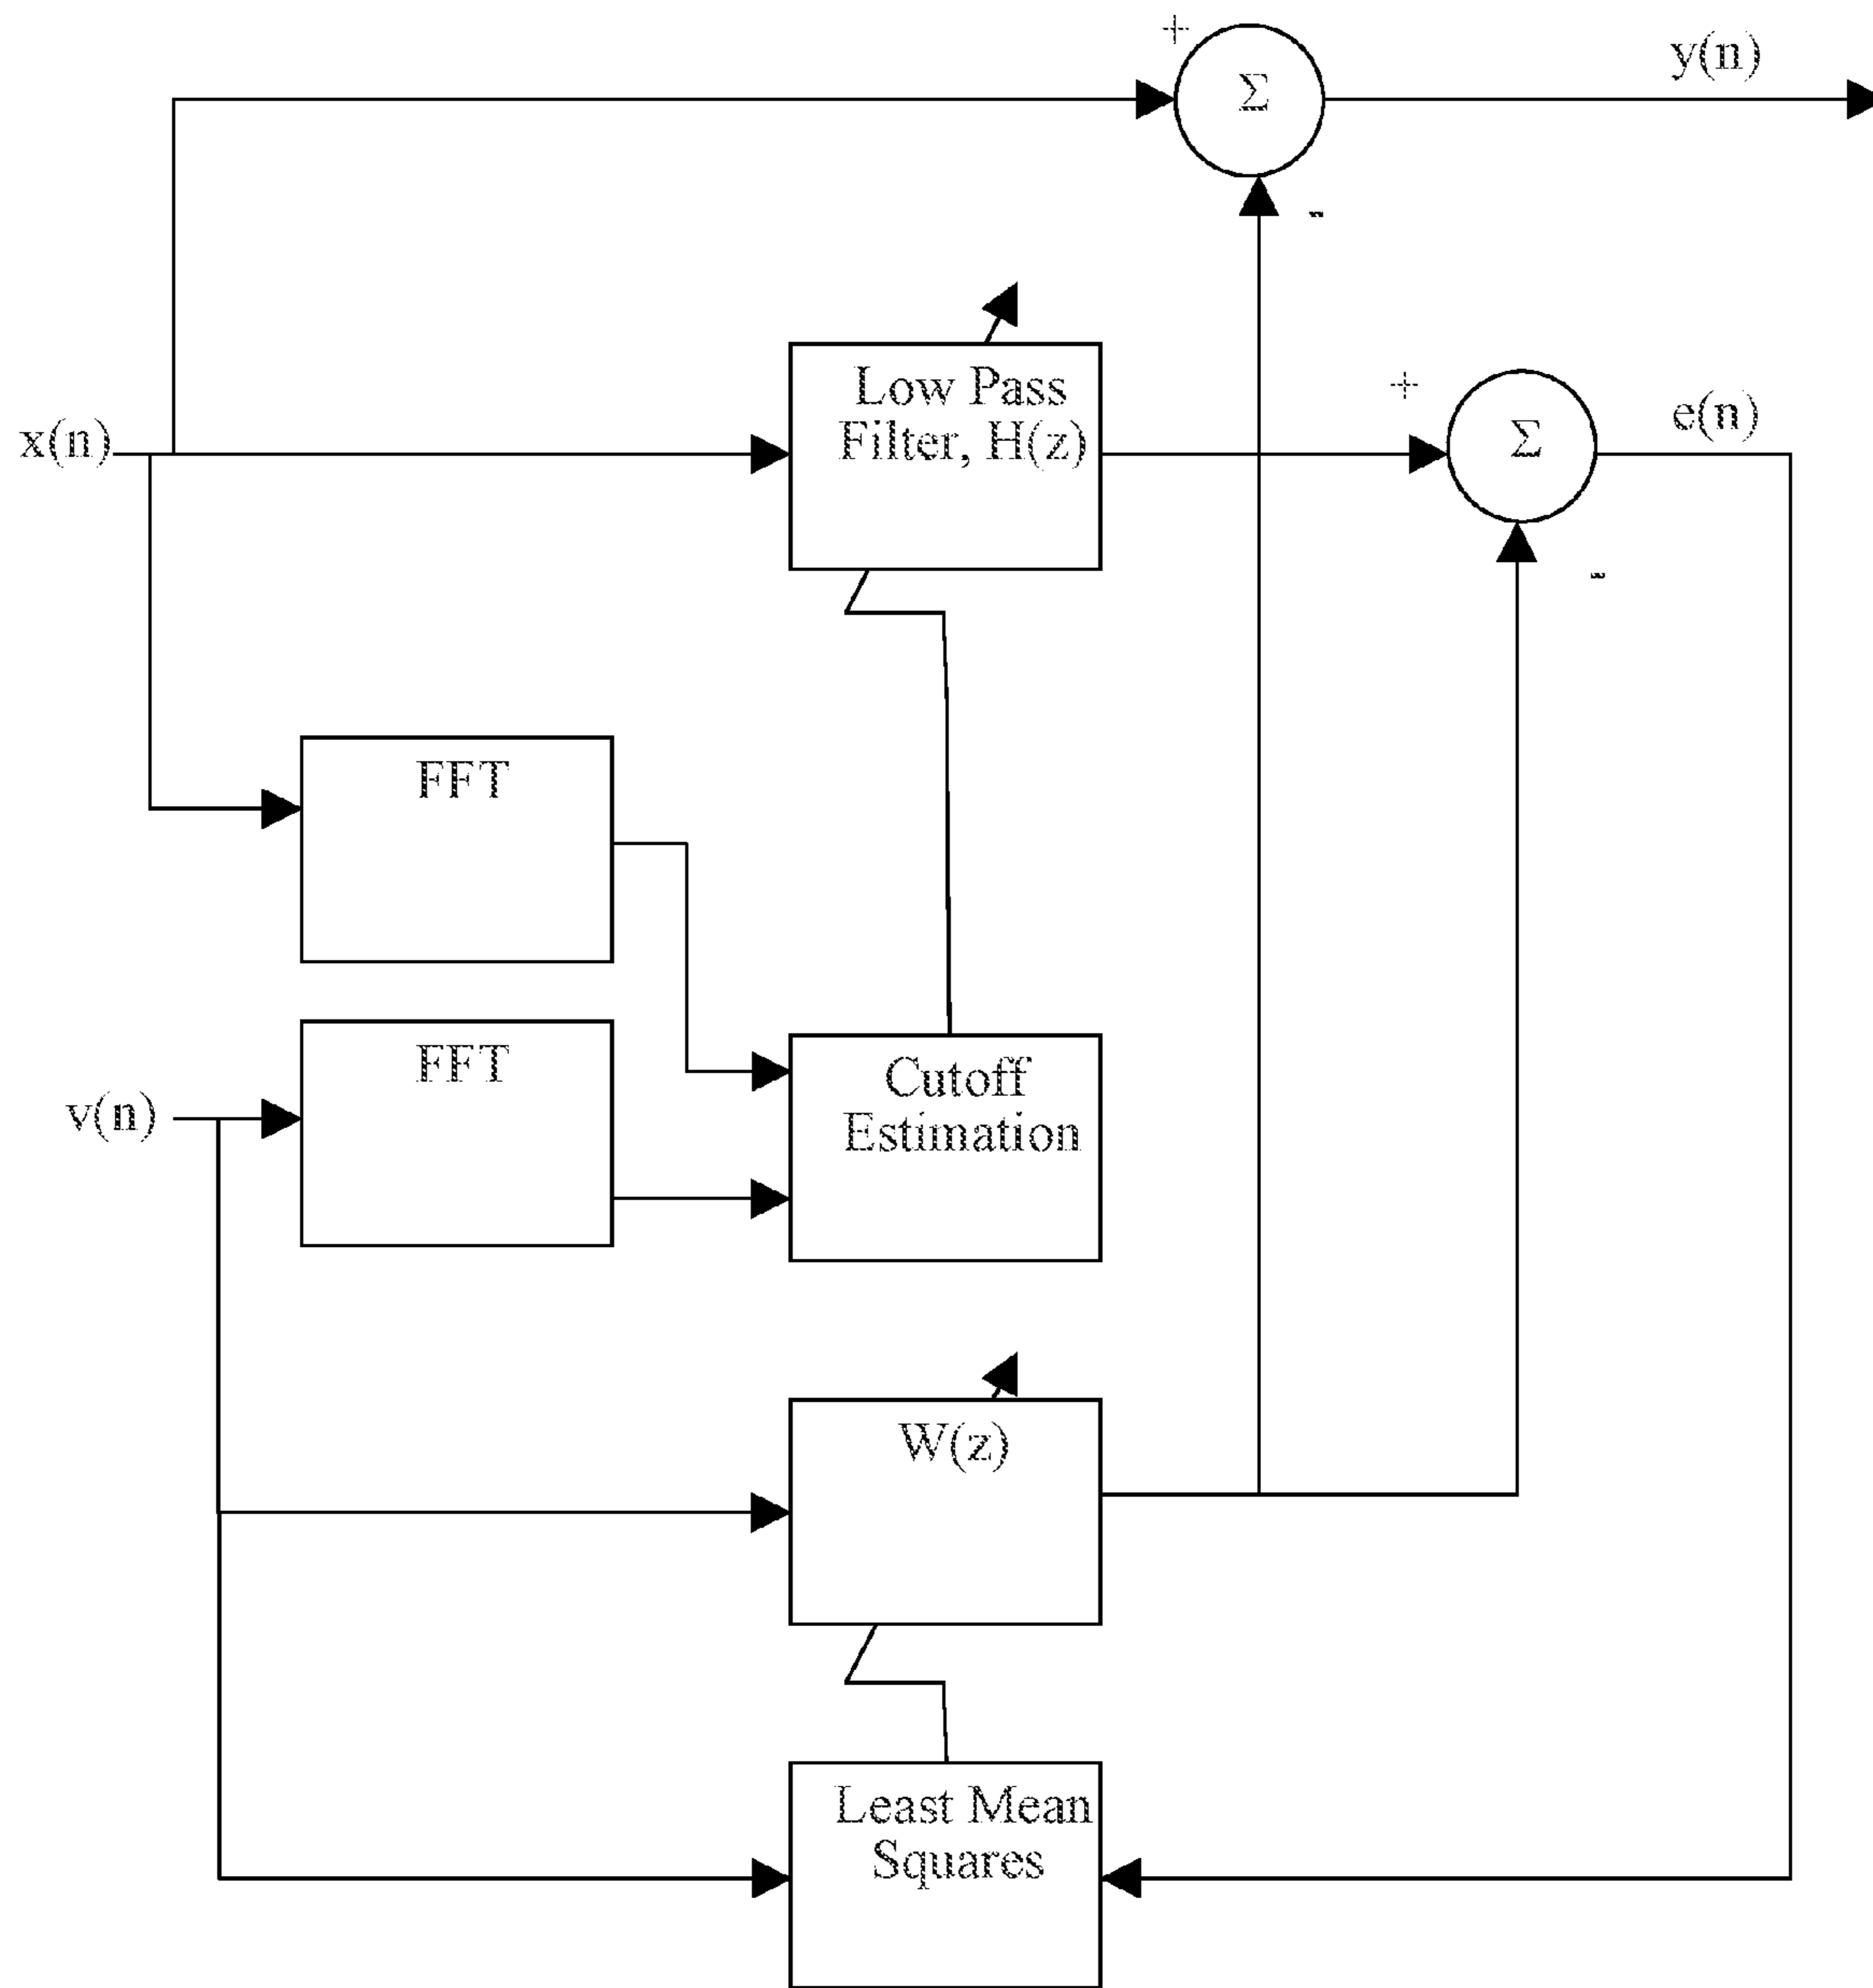 +
Σ
y(n)
-
Low Pass
Filter, H(z)
+
Σ
e(n)
x(n)
-
FFT
FFT
v(n)
Cutoff
Estimation
W(z)
Least Mean
Squares